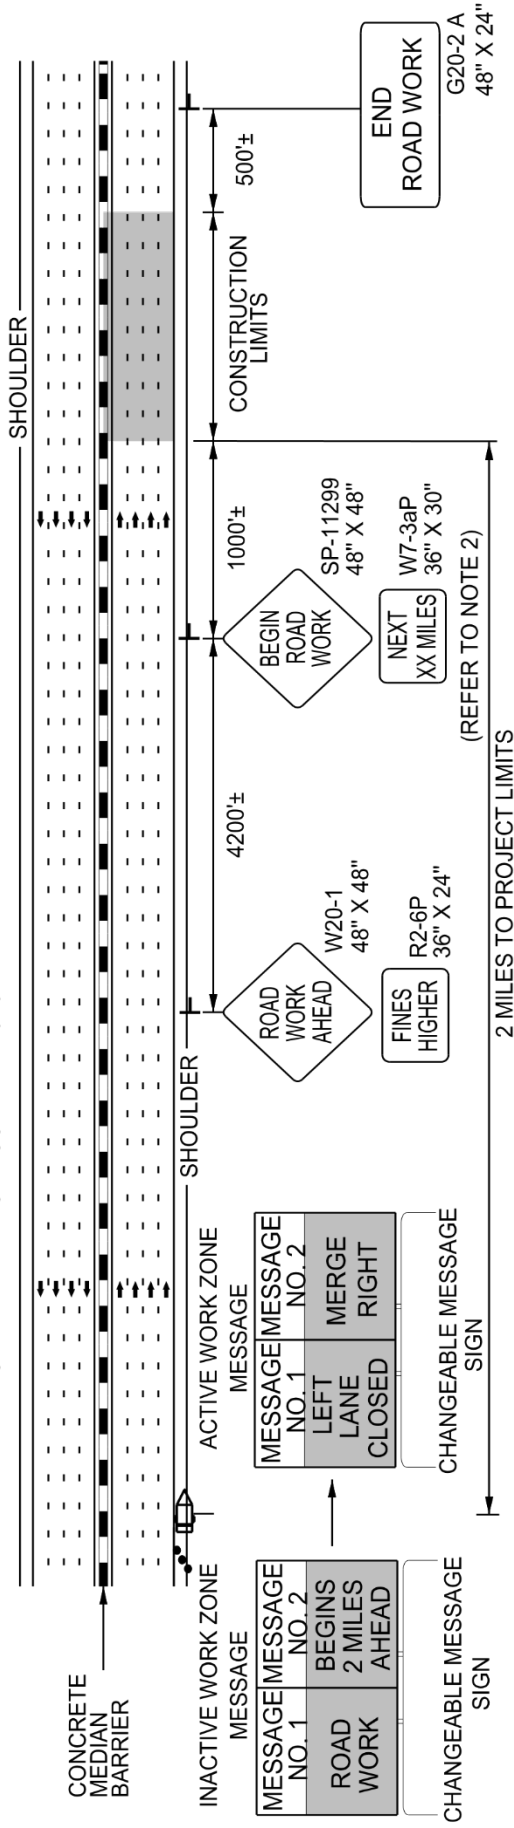 SHOULDER
CONCRETE
MEDIAN
BARRIER
SHOULDER
4200'±
1000'±
CONSTRUCTION
LIMITS
500'±
INACTIVE WORK ZONE
MESSAGE
MESSAGE
NO. 1
MESSAGE
NO. 2
ROAD
WORK
BEGINS
2 MILES
AHEAD
CHANGEABLE MESSAGE
SIGN
ACTIVE WORK ZONE
MESSAGE
MESSAGE
NO. 1
MESSAGE
NO. 2
LEFT
LANE
CLOSED
MERGE
RIGHT
CHANGEABLE MESSAGE
SIGN
ROAD
WORK
AHEAD
W20-1
48" X 48"
FINES
HIGHER
R2-6P
36" X 24"
BEGIN
ROAD
WORK
SP-11299
48" X 48"
NEXT
XX MILES
W7-3aP
36" X 30"
END
ROAD WORK
G20-2 A
48" X 24"
(REFER TO NOTE 2)
2 MILES TO PROJECT LIMITS